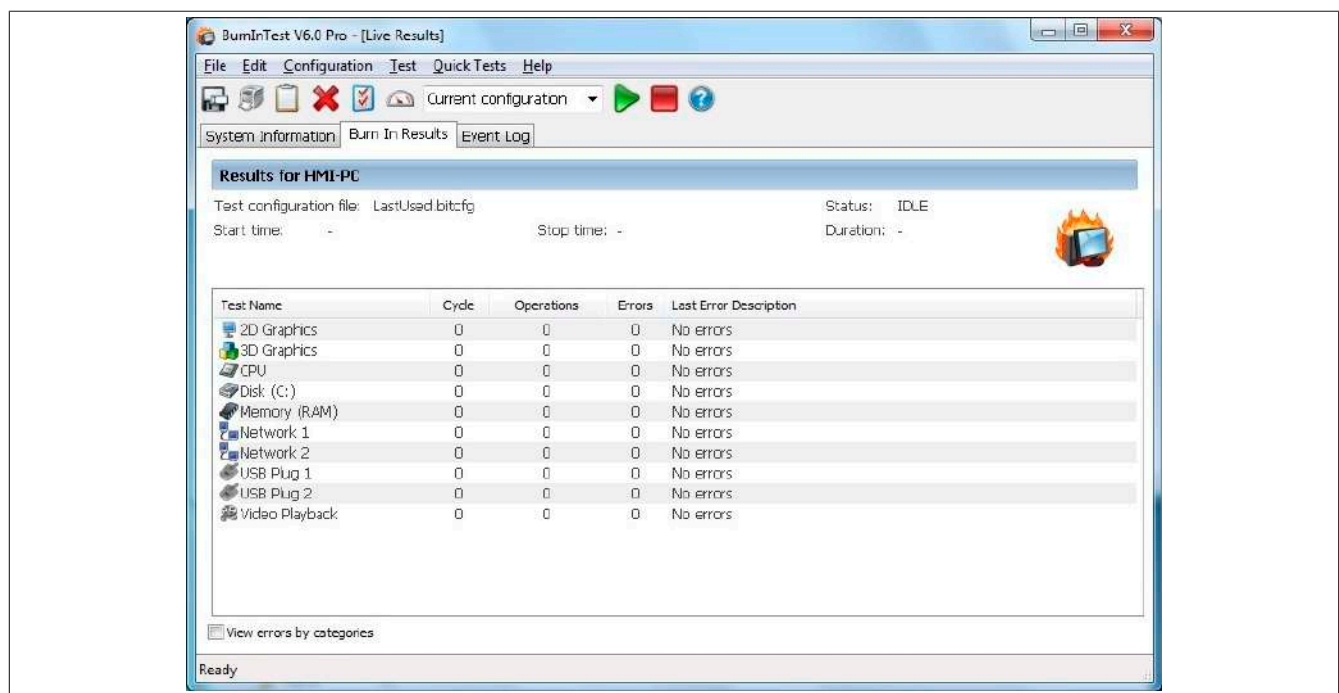 BurnInTest V6.0 Pro - [Live Results]
File Edit Configuration Test Quick Tests Help
Current configuration
System Information Burn In Results Event Log
Results for HMI-PC
Test configuration file: LastUsed.bitcfg Status: IDLE
Start time: - Stop time: - Duration: -
Test Name Cycle Operations Errors Last Error Description
2D Graphics 0 0 0 No errors
3D Graphics 0 0 0 No errors
CPU 0 0 0 No errors
Disk (C:) 0 0 0 No errors
Memory (RAM) 0 0 0 No errors
Network 1 0 0 0 No errors
Network 2 0 0 0 No errors
USB Plug 1 0 0 0 No errors
USB Plug 2 0 0 0 No errors
Video Playback 0 0 0 No errors
View errors by categories
Ready